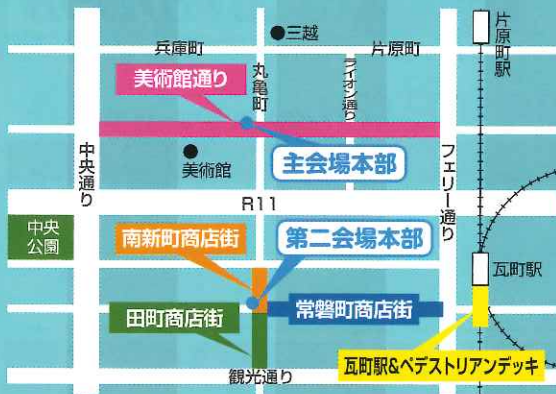 三越
兵庫町
片原町
片原町駅
丸亀町
ライオン通り
美術館通り
主会場本部
美術館
中央通り
フェリー通り
R11
中央
公園
南新町商店街
第二会場本部
瓦町駅
田町商店街
常磐町商店街
瓦町駅&ペデストリアンデッキ
観光通り